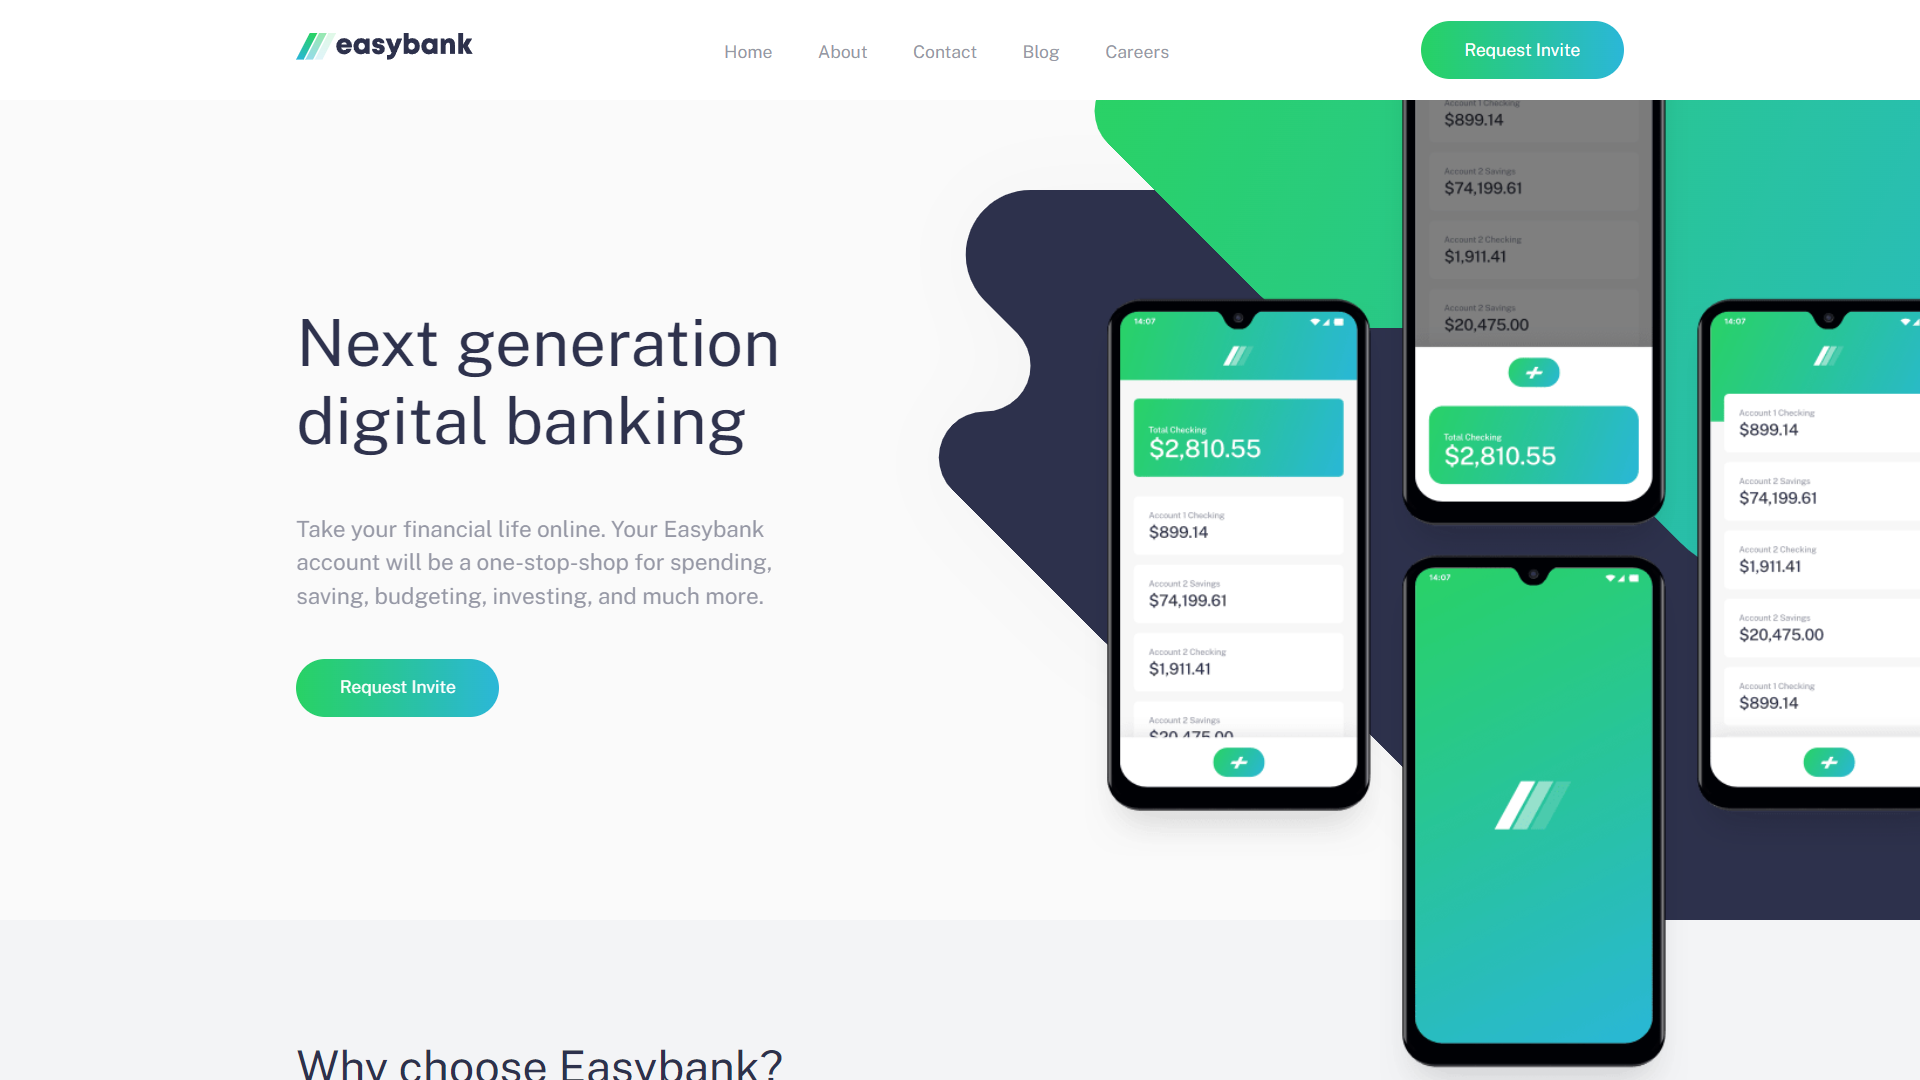 easybank
Home About Contact Blog Careers
Request Invite
Next generation
digital banking
Take your financial life online. Your Easybank
account will be a one-stop-shop for spending,
saving, budgeting, investing, and much more.
Request Invite
14:07
Total Checking
$2,810.55
Account 1 Checking
$899.14
Account 2 Savings
$74,199.61
Account 2 Checking
$1,911.41
Account 2 Savings
$20,475.00
Account 1 Checking
$899.14
Account 2 Savings
$74,199.61
Account 2 Checking
$1,911.41
Account 2 Savings
$20,475.00
Total Checking
$2,810.55
14:07
14:07
Account 1 Checking
$899.14
Account 2 Savings
$74,199.61
Account 2 Checking
$1,911.41
Account 2 Savings
$20,475.00
Account 1 Checking
$899.14
Why choose Easybank?